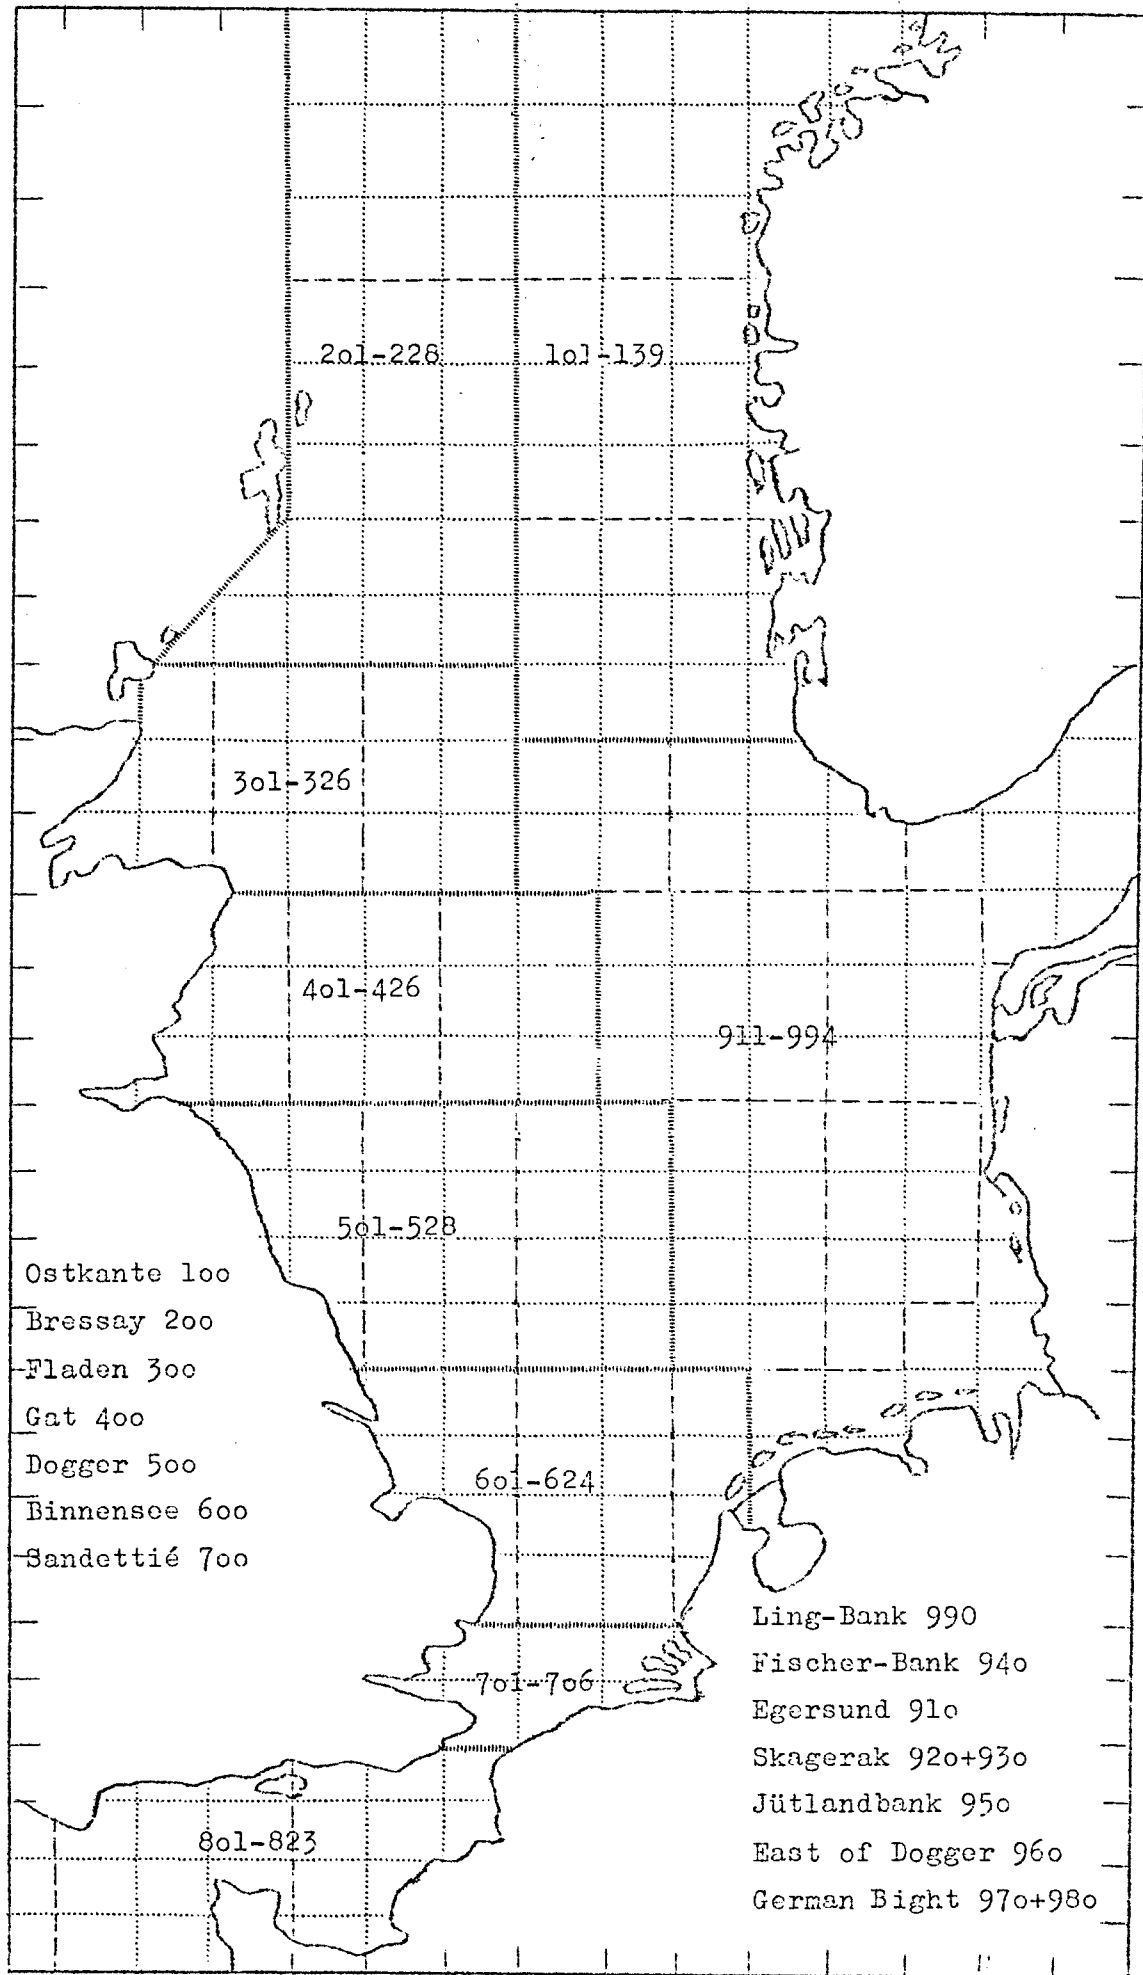 2o1-228
1o1-139
3o1-326
4o1-426
911-994
5o1-528
Ostkante 1oo
Bressay 2oo
Fladen 3oo
Gat 4oo
Dogger 5oo
Binnensee 6oo
Sandettié 7oo
6o1-624
7o1-7o6
Ling-Bank 990
Fischer-Bank 94o
Egersund 91o
Skagerak 92o+93o
Jütlandbank 95o
East of Dogger 96o
German Bight 97o+98o
8o1-823